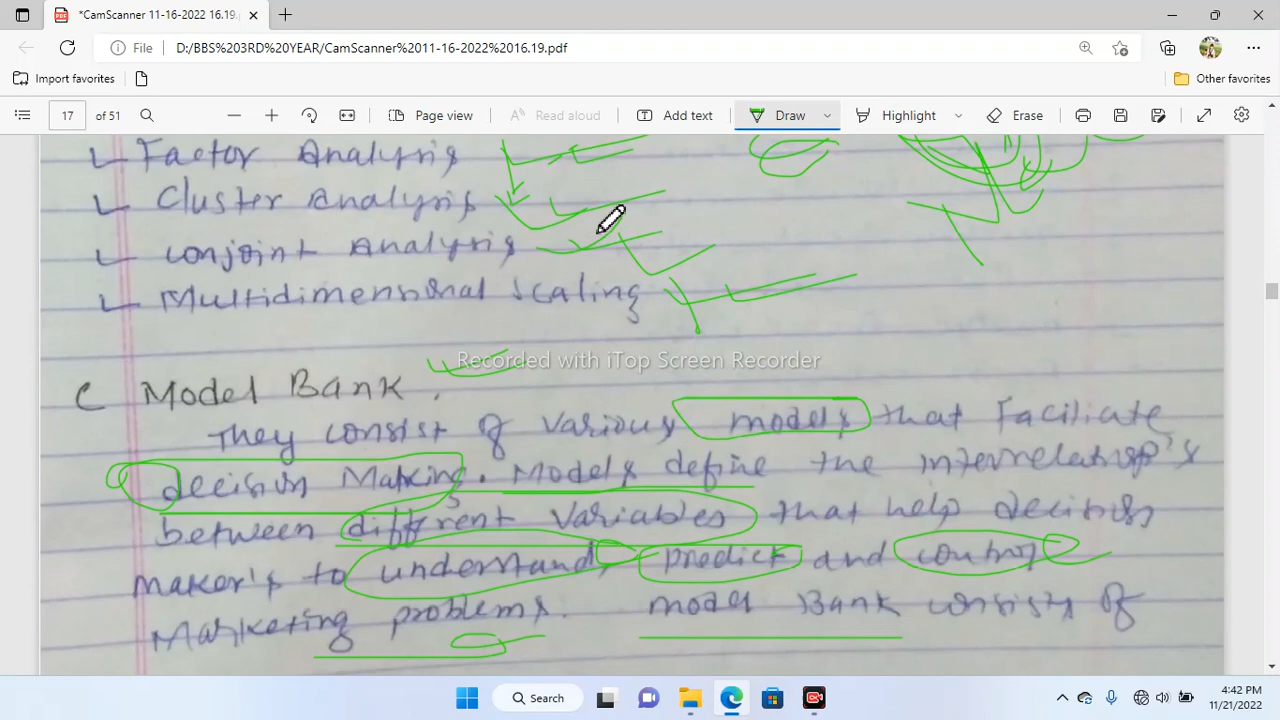 *CamScanner 11-16-2022 16.19.
File D:/BBS%203RD%20YEAR/CamScanner%2011-16-2022%2016.19.pdf
Import favorites Other favorites
17 of 51 Page view Read aloud Add text Draw Highlight Erase
Factor Analysis
Cluster Analysis
Conjoint Analysis
Multidimensional Scaling
Recorded with iTop Screen Recorder
C Model Bank.
They consist of various models that Faciliate
decision Making. Models define the interrelatinsp's
between different variables that help decision
maker's to understand, predict and control
Marketing problems. Model Bank consists of
Search
4:42 PM
11/21/2022